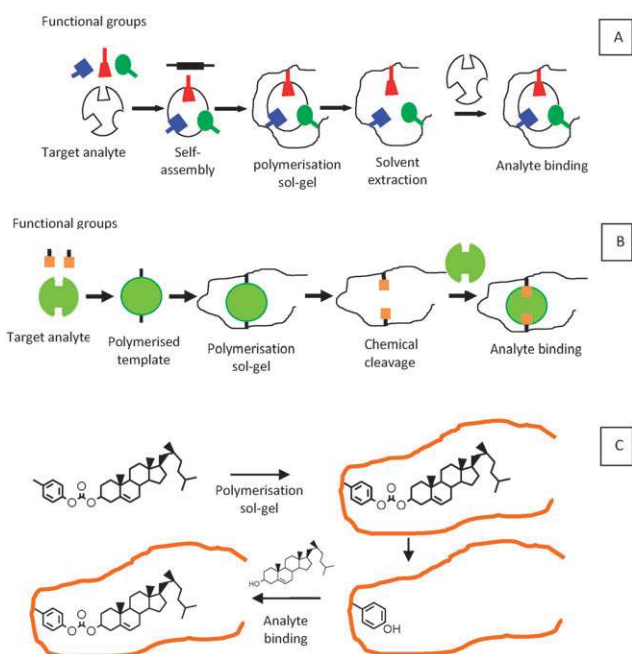 Functional groups
A
Target analyte
Self-
assembly
polymerisation
sol-gel
Solvent
extraction
Analyte binding
Functional groups
B
Target analyte
Polymerised
template
Polymerisation
sol-gel
Chemical
cleavage
Analyte binding
C
O
O O
Polymerisation
sol-gel
O
O O
HO
O
O O
Analyte
binding
OH